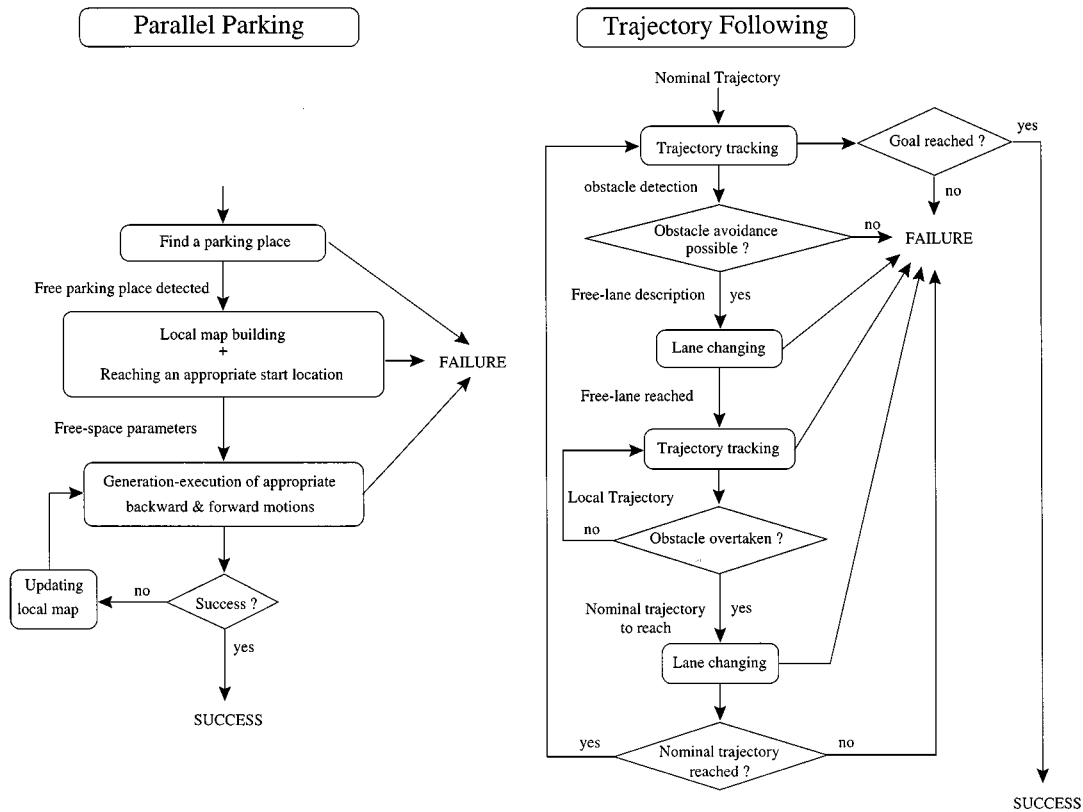 Parallel Parking
Find a parking place
Free parking place detected
Local map building
+
Reaching an appropriate start location
FAILURE
Free-space parameters
Generation-execution of appropriate
backward & forward motions
Updating
local map
no
Success ?
yes
SUCCESS
Trajectory Following
Nominal Trajectory
Trajectory tracking
Goal reached ?
yes
no
obstacle detection
Obstacle avoidance
possible ?
no
FAILURE
Free-lane description
yes
Lane changing
Free-lane reached
Trajectory tracking
Local Trajectory
no
Obstacle overtaken ?
Nominal trajectory
to reach
yes
Lane changing
yes
Nominal trajectory
reached ?
no
SUCCESS